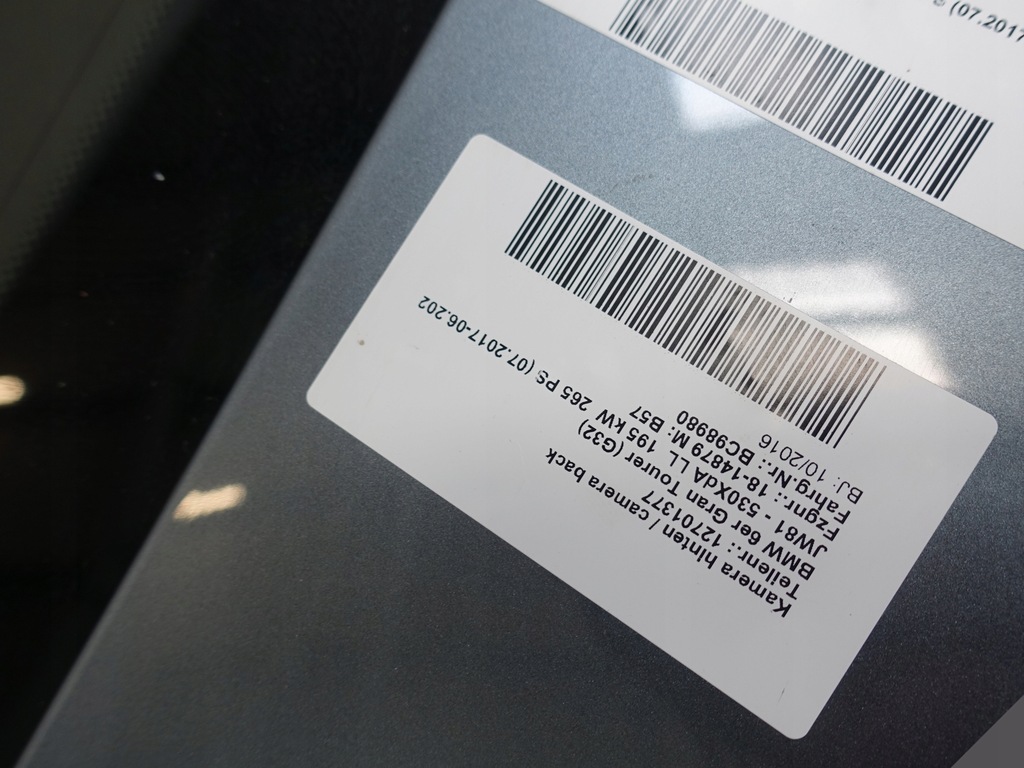 Kamera hinten / camera back
Teilenr.: 12701377
BMW 6er Gran Tourer (G32)
JW81 - 530XdA LL 195 kW 265 PS (07.2017-06.202
Fzgnr.: 18-14879 M: B57
Fahrg.Nr.: BC98980
BJ: 10/2016
(07.2017